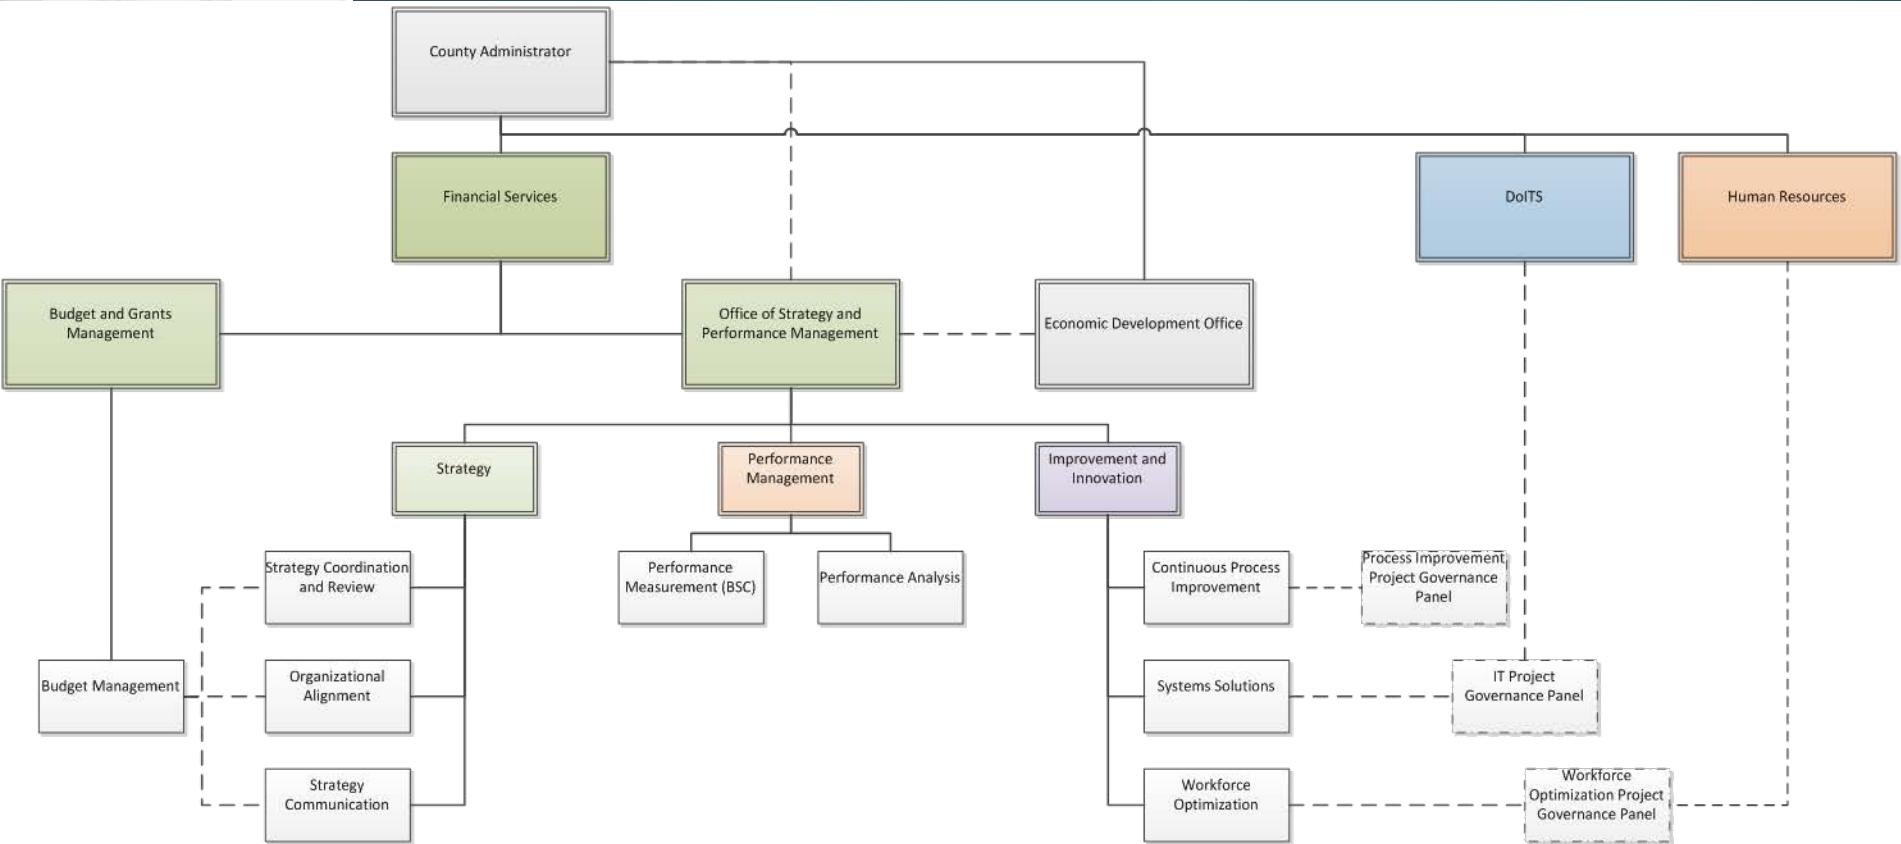 County Administrator
Financial Services
DoITS
Human Resources
Budget and Grants
Management
Office of Strategy and
Performance Management
Economic Development Office
Strategy
Performance
Management
Improvement and
Innovation
Strategy Coordination
and Review
Performance
Measurement (BSC)
Performance Analysis
Continuous Process
Improvement
Process Improvement
Project Governance
Panel
Budget Management
Organizational
Alignment
Systems Solutions
IT Project
Governance Panel
Strategy
Communication
Workforce
Optimization
Workforce
Optimization Project
Governance Panel